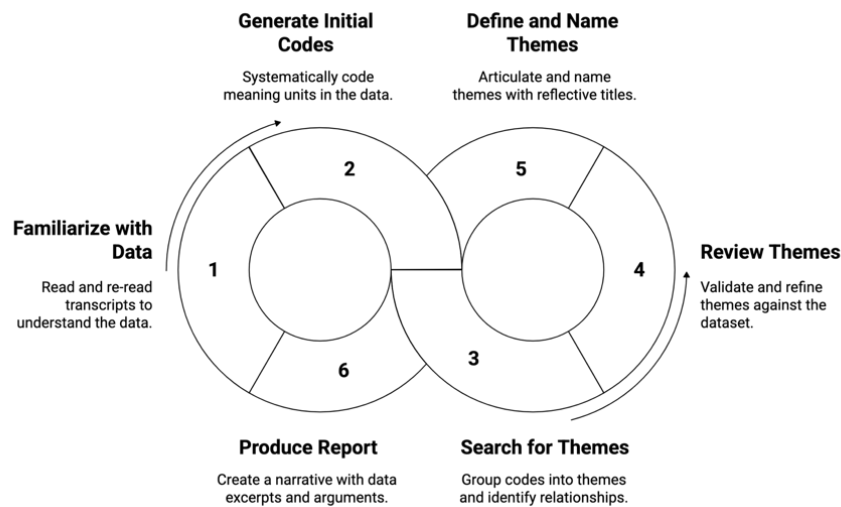 Generate Initial
Codes
Systematically code
meaning units in the data.
Define and Name
Themes
Articulate and name
themes with reflective titles.
2
5
Familiarize with
Data
Read and re-read
transcripts to
understand the data.
1
4
Review Themes
Validate and refine
themes against the
dataset.
6
3
Produce Report
Create a narrative with data
excerpts and arguments.
Search for Themes
Group codes into themes
and identify relationships.